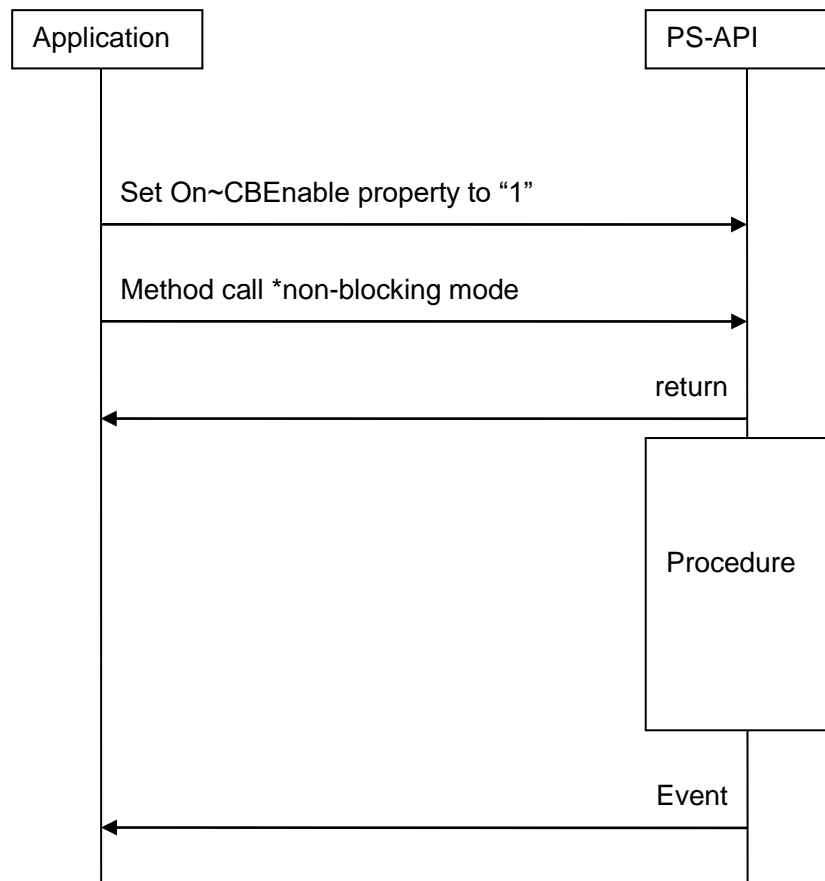 Application
PS-API
Set On~CBEnable property to “1”
Method call *non-blocking mode
return
Procedure
Event